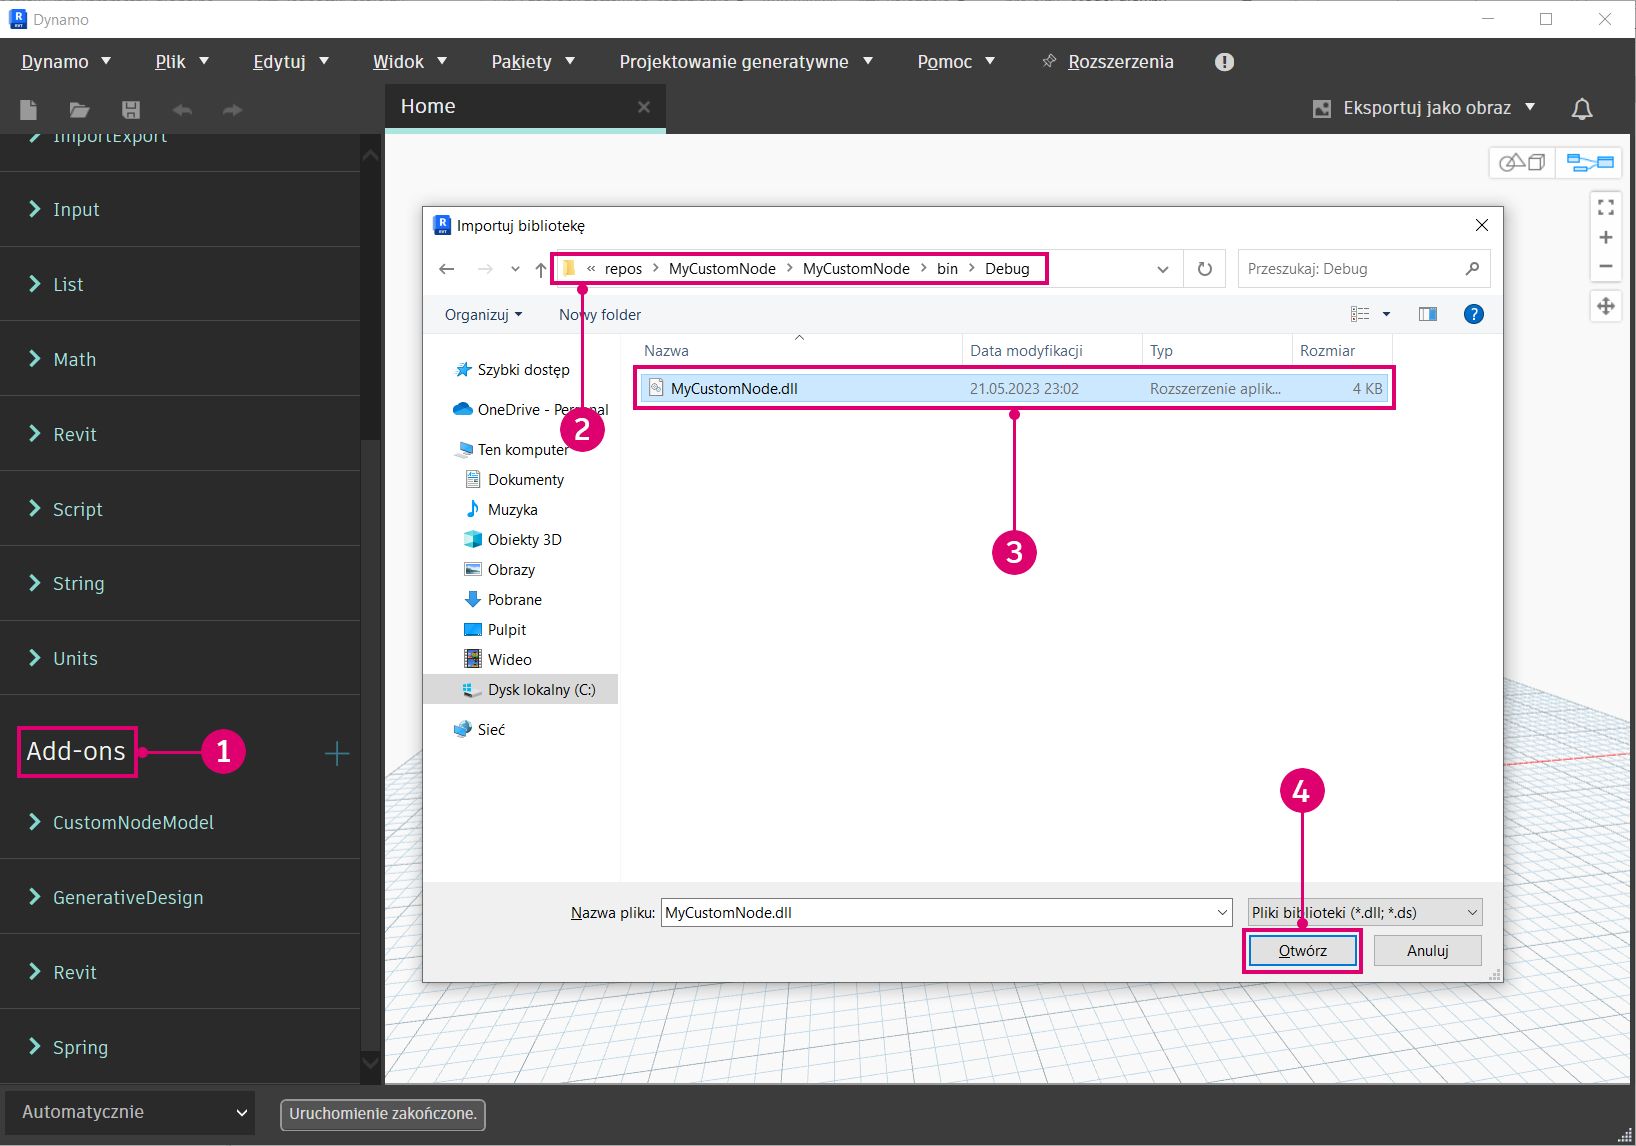 Dynamo
Dynamo Plik Edytuj Widok Pakiety Projektowanie generatywne Pomoc Rozszerzenia
Home Eksportuj jako obraz
ImportExport
Input
List
Math
Revit
Script
String
Units
Add-ons
1
CustomNodeModel
GenerativeDesign
Revit
Spring
Automatycznie Uruchomienie zakończone.
Importuj bibliotekę
« repos > MyCustomNode > MyCustomNode > bin > Debug
Przeszukaj: Debug
Organizuj Nowy folder
Nazwa Data modyfikacji Typ Rozmiar
MyCustomNode.dll 21.05.2023 23:02 Rozszerzenie aplik... 4 KB
Szybki dostęp
OneDrive - Personal
2
Ten komputer
Dokumenty
Muzyka
Obiekty 3D
3
Obrazy
Pobrane
Pulpit
Wideo
Dysk lokalny (C:)
Sieć
4
Nazwa pliku: MyCustomNode.dll Pliki biblioteki (*.dll; *.ds)
Otwórz Anuluj